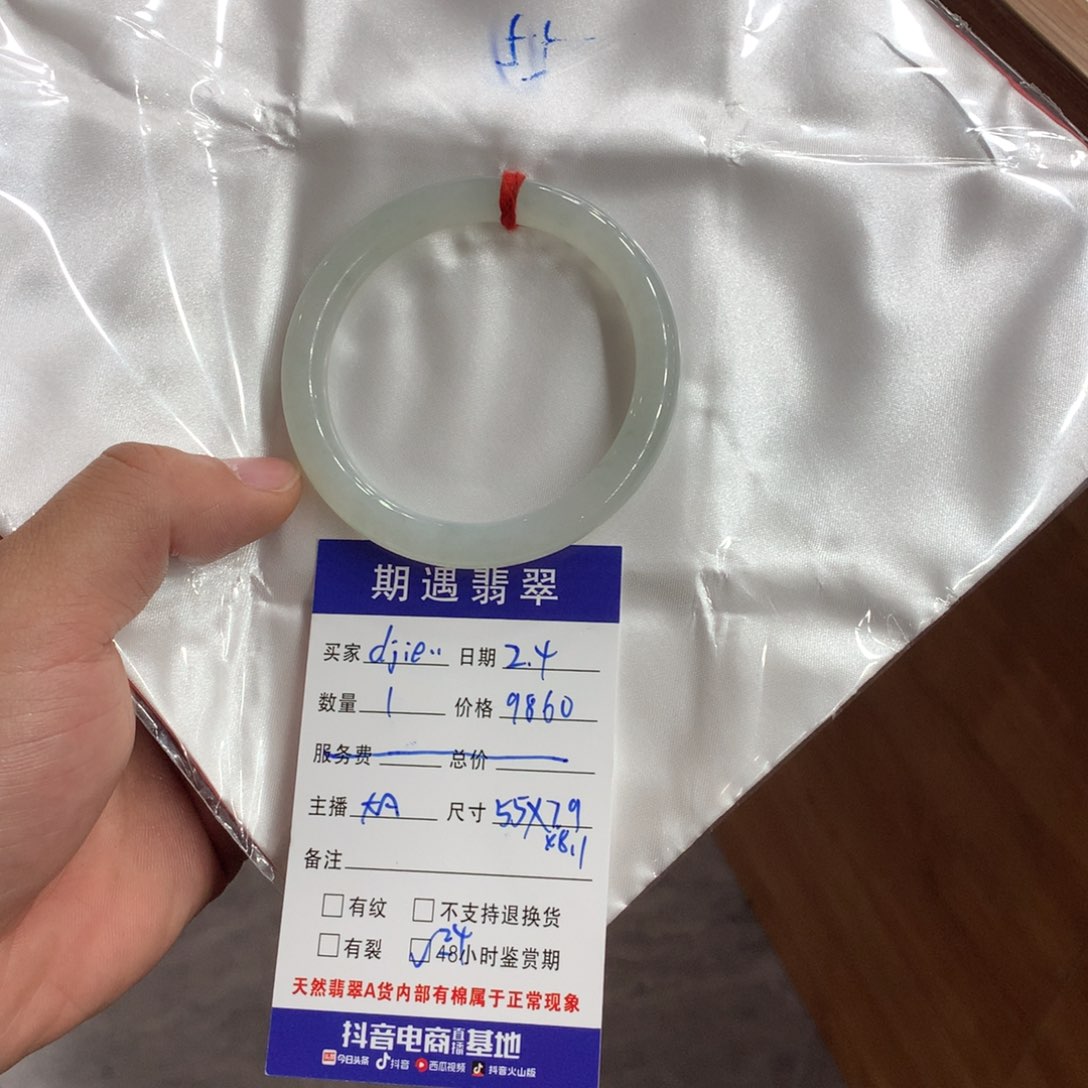 期遇翡翠
买家 djie.. 日期 2.4
数量 1 价格 9860
服务费 总价
主播 尺寸 55X7.9
x8.1
备注
有纹 不支持退换货
24
有裂 48小时鉴赏期
天然翡翠A货内部有棉属于正常现象
抖音电商直播基地
头条 今日头条 抖音 西瓜视频 抖音火山版